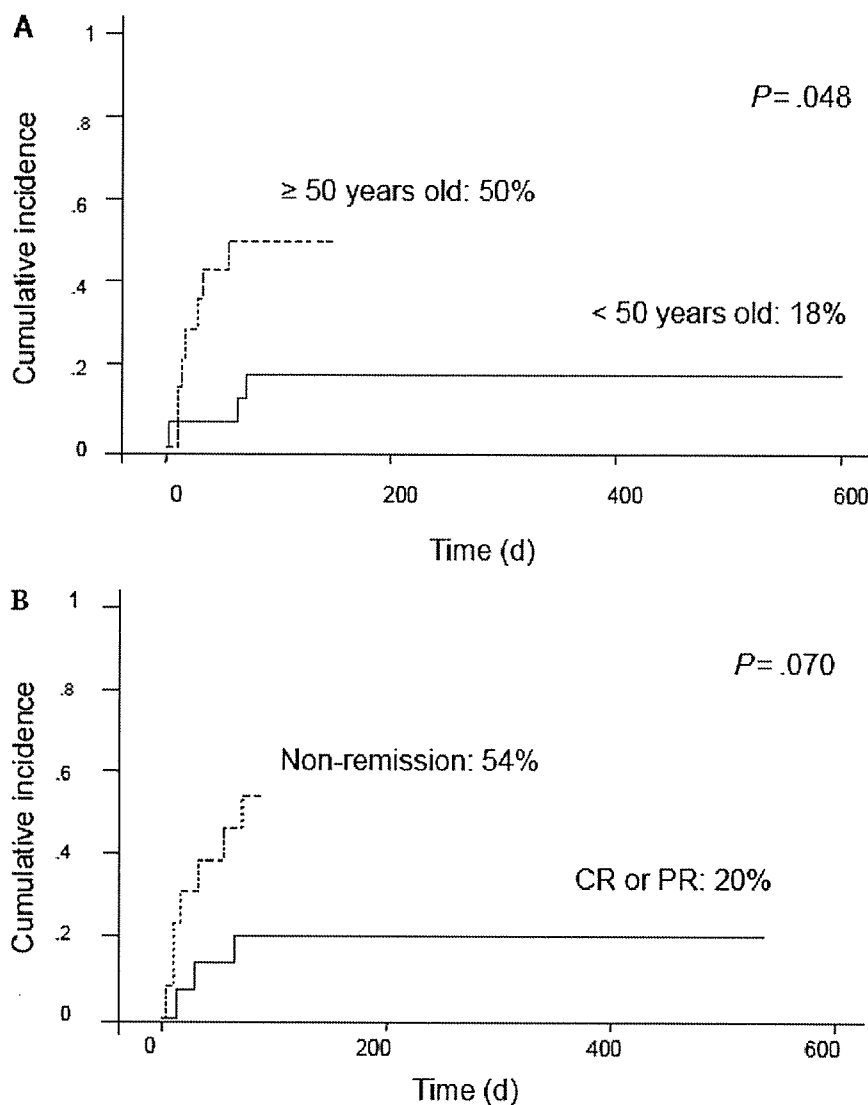 A
1
P= .048
.8
≥ 50 years old: 50%
.6
.4
< 50 years old: 18%
.2
0
Cumulative incidence
0 200 400 600
Time (d)
B
1
P= .070
.8
Non-remission: 54%
.6
.4
CR or PR: 20%
.2
0
Cumulative incidence
0 200 400 600
Time (d)